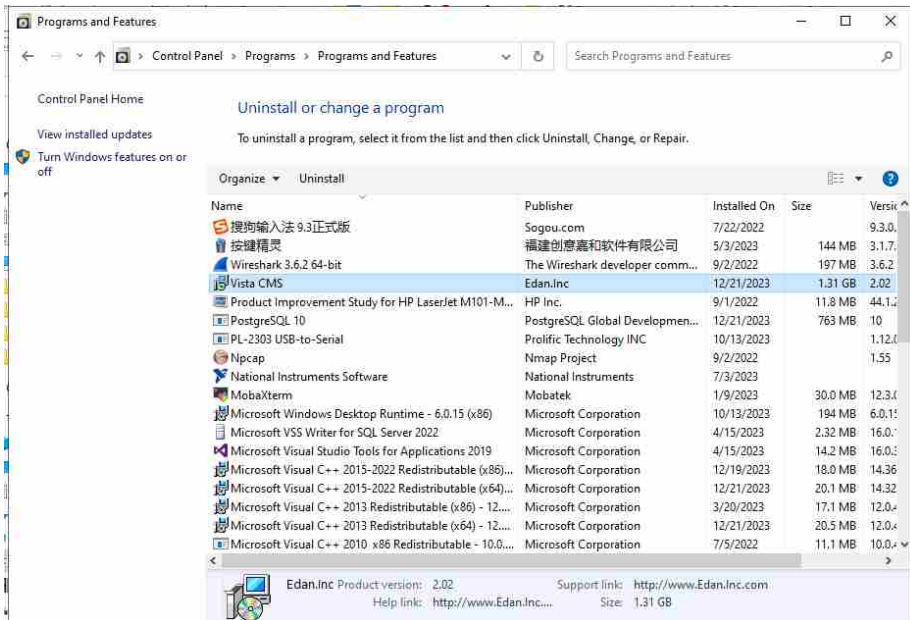 Programs and Features
Control Panel > Programs > Programs and Features
Search Programs and Features
Control Panel Home
View installed updates
Turn Windows features on or
off
Uninstall or change a program
To uninstall a program, select it from the list and then click Uninstall, Change, or Repair.
Organize Uninstall
Name Publisher Installed On Size
搜狗输入法 9.3正式版 Sogou.com 7/22/2022 9.3.0.
按键精灵 福建创意嘉和软件有限公司 5/3/2023 144 MB 3.1.7.
Wireshark 3.6.2 64-bit The Wireshark developer comm... 9/2/2022 197 MB 3.6.2
Vista CMS Edan.Inc 12/21/2023 1.31 GB 2.02
Product Improvement Study for HP LaserJet M101-M... HP Inc. 9/1/2022 11.8 MB 44.1.2
PostgreSQL 10 PostgreSQL Global Developmen... 12/21/2023 763 MB 10
PL-2303 USB-to-Serial Prolific Technology INC 10/13/2023 1.12.0
Npcap Nmap Project 9/2/2022 1.55
National Instruments Software National Instruments 7/3/2023
MobaXterm Mobatek 1/9/2023 30.0 MB 12.3.0
Microsoft Windows Desktop Runtime - 6.0.15 (x86) Microsoft Corporation 10/13/2023 194 MB 6.0.15
Microsoft VSS Writer for SQL Server 2022 Microsoft Corporation 4/15/2023 2.32 MB 16.0.
Microsoft Visual Studio Tools for Applications 2019 Microsoft Corporation 4/15/2023 14.2 MB 16.0.
Microsoft Visual C++ 2015-2022 Redistributable (x86)... Microsoft Corporation 12/19/2023 18.0 MB 14.36
Microsoft Visual C++ 2015-2022 Redistributable (x64)... Microsoft Corporation 12/21/2023 20.1 MB 14.32
Microsoft Visual C++ 2013 Redistributable (x86) - 12.... Microsoft Corporation 3/20/2023 17.1 MB 12.0.
Microsoft Visual C++ 2013 Redistributable (x64) - 12.... Microsoft Corporation 12/21/2023 20.5 MB 12.0.
Microsoft Visual C++ 2010 x86 Redistributable - 10.0.... Microsoft Corporation 7/5/2022 11.1 MB 10.0.
Edan.Inc Product version: 2.02 Support link: http://www.Edan.Inc.com
Help link: http://www.Edan.Inc.... Size: 1.31 GB